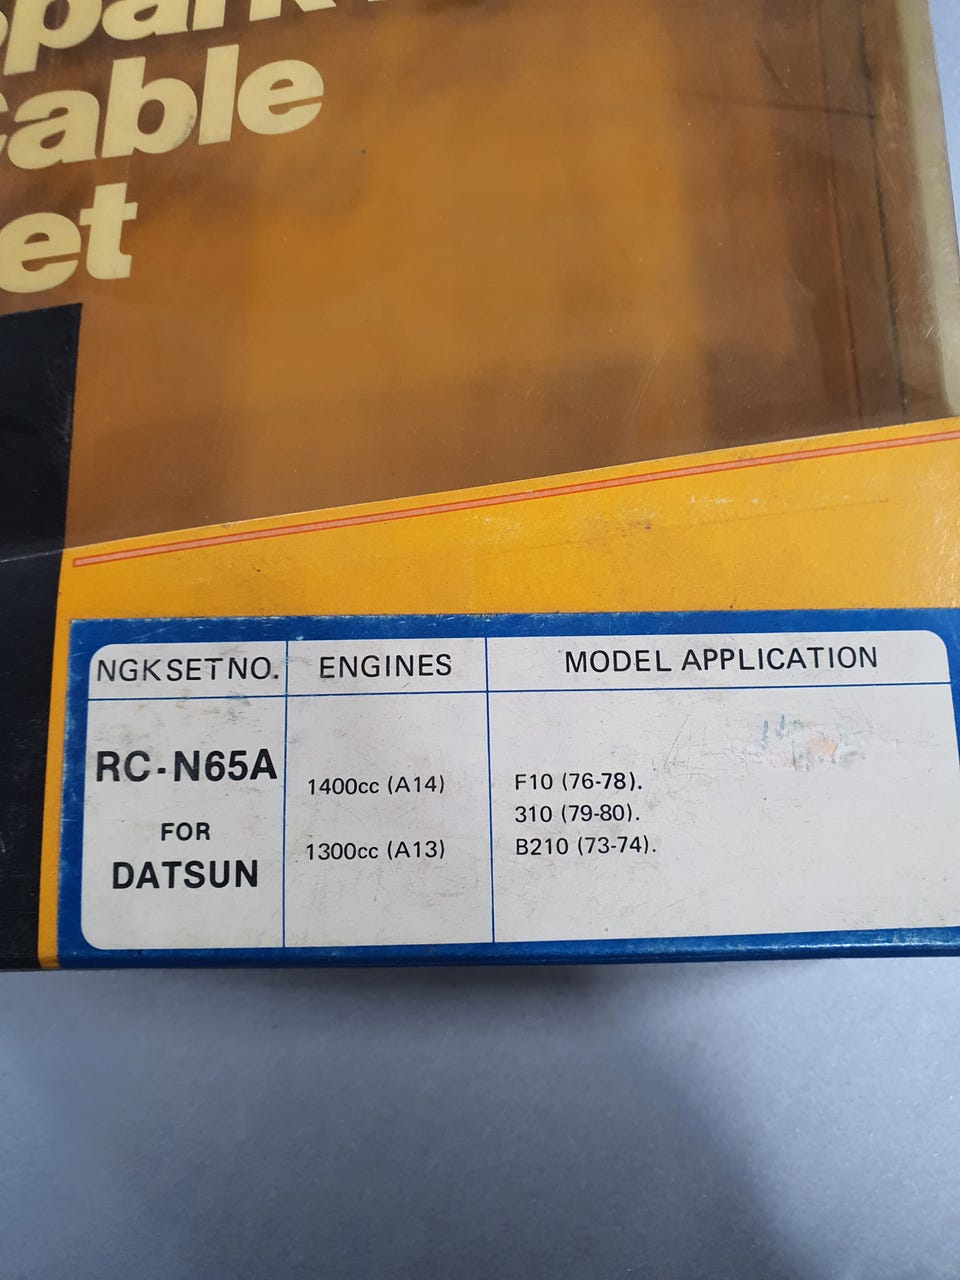 Cable
NGK SET NO. ENGINES MODEL APPLICATION
RC-N65A
FOR
DATSUN
1400cc (A14) F10 (76-78).
310 (79-80).
1300cc (A13) B210 (73-74).